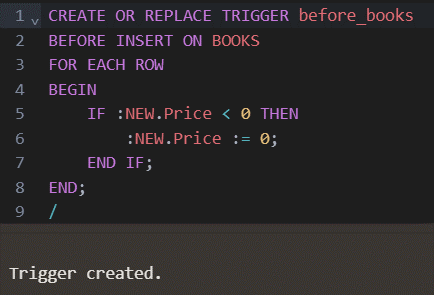 1 CREATE OR REPLACE TRIGGER before_books
2 BEFORE INSERT ON BOOKS
3 FOR EACH ROW
4 BEGIN
5     IF :NEW.Price < 0 THEN
6         :NEW.Price := 0;
7     END IF;
8 END;
9 /
Trigger created.